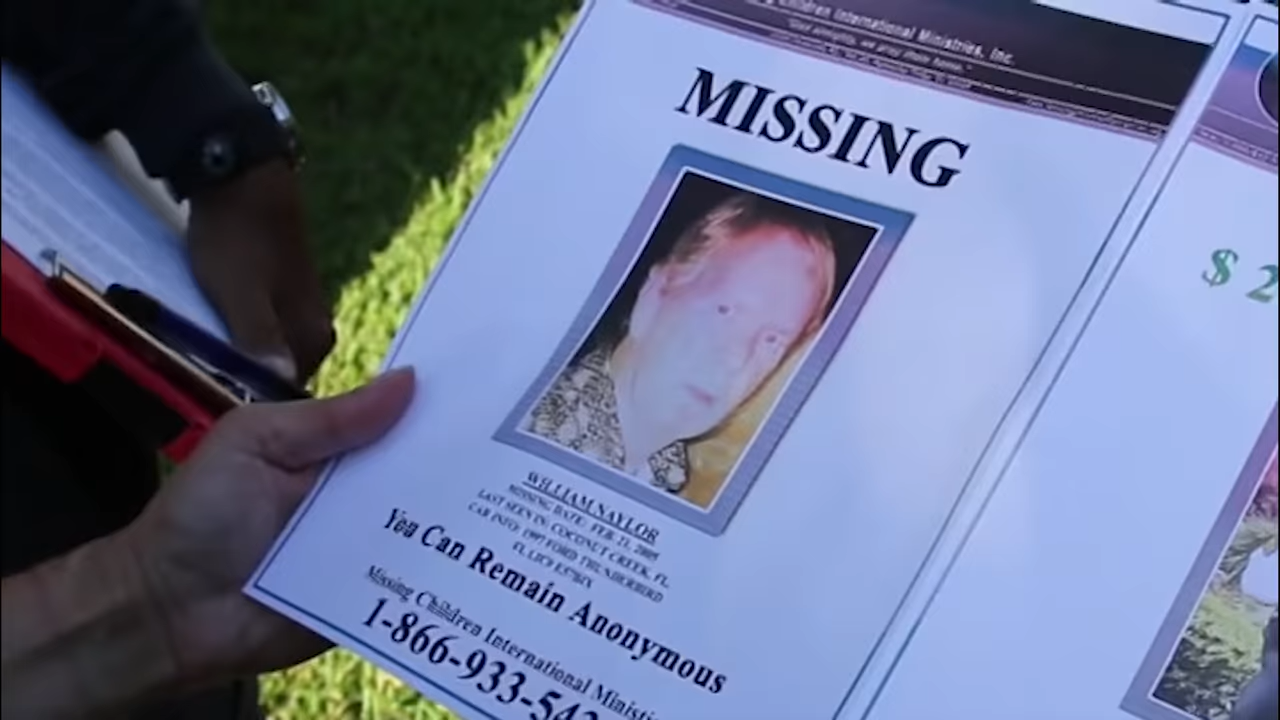 Children International Ministries, Inc.
MISSING
WILLIAM NAYLOR
MISSING DATE: FEB. 21, 2005
LAST SEEN IN: COCONUT CREEK, FL
CAR INFO: 1997 FORD THUNDERBIRD
You Can Remain Anonymous
Missing Children International Minist
1-866-933-54
$ 2